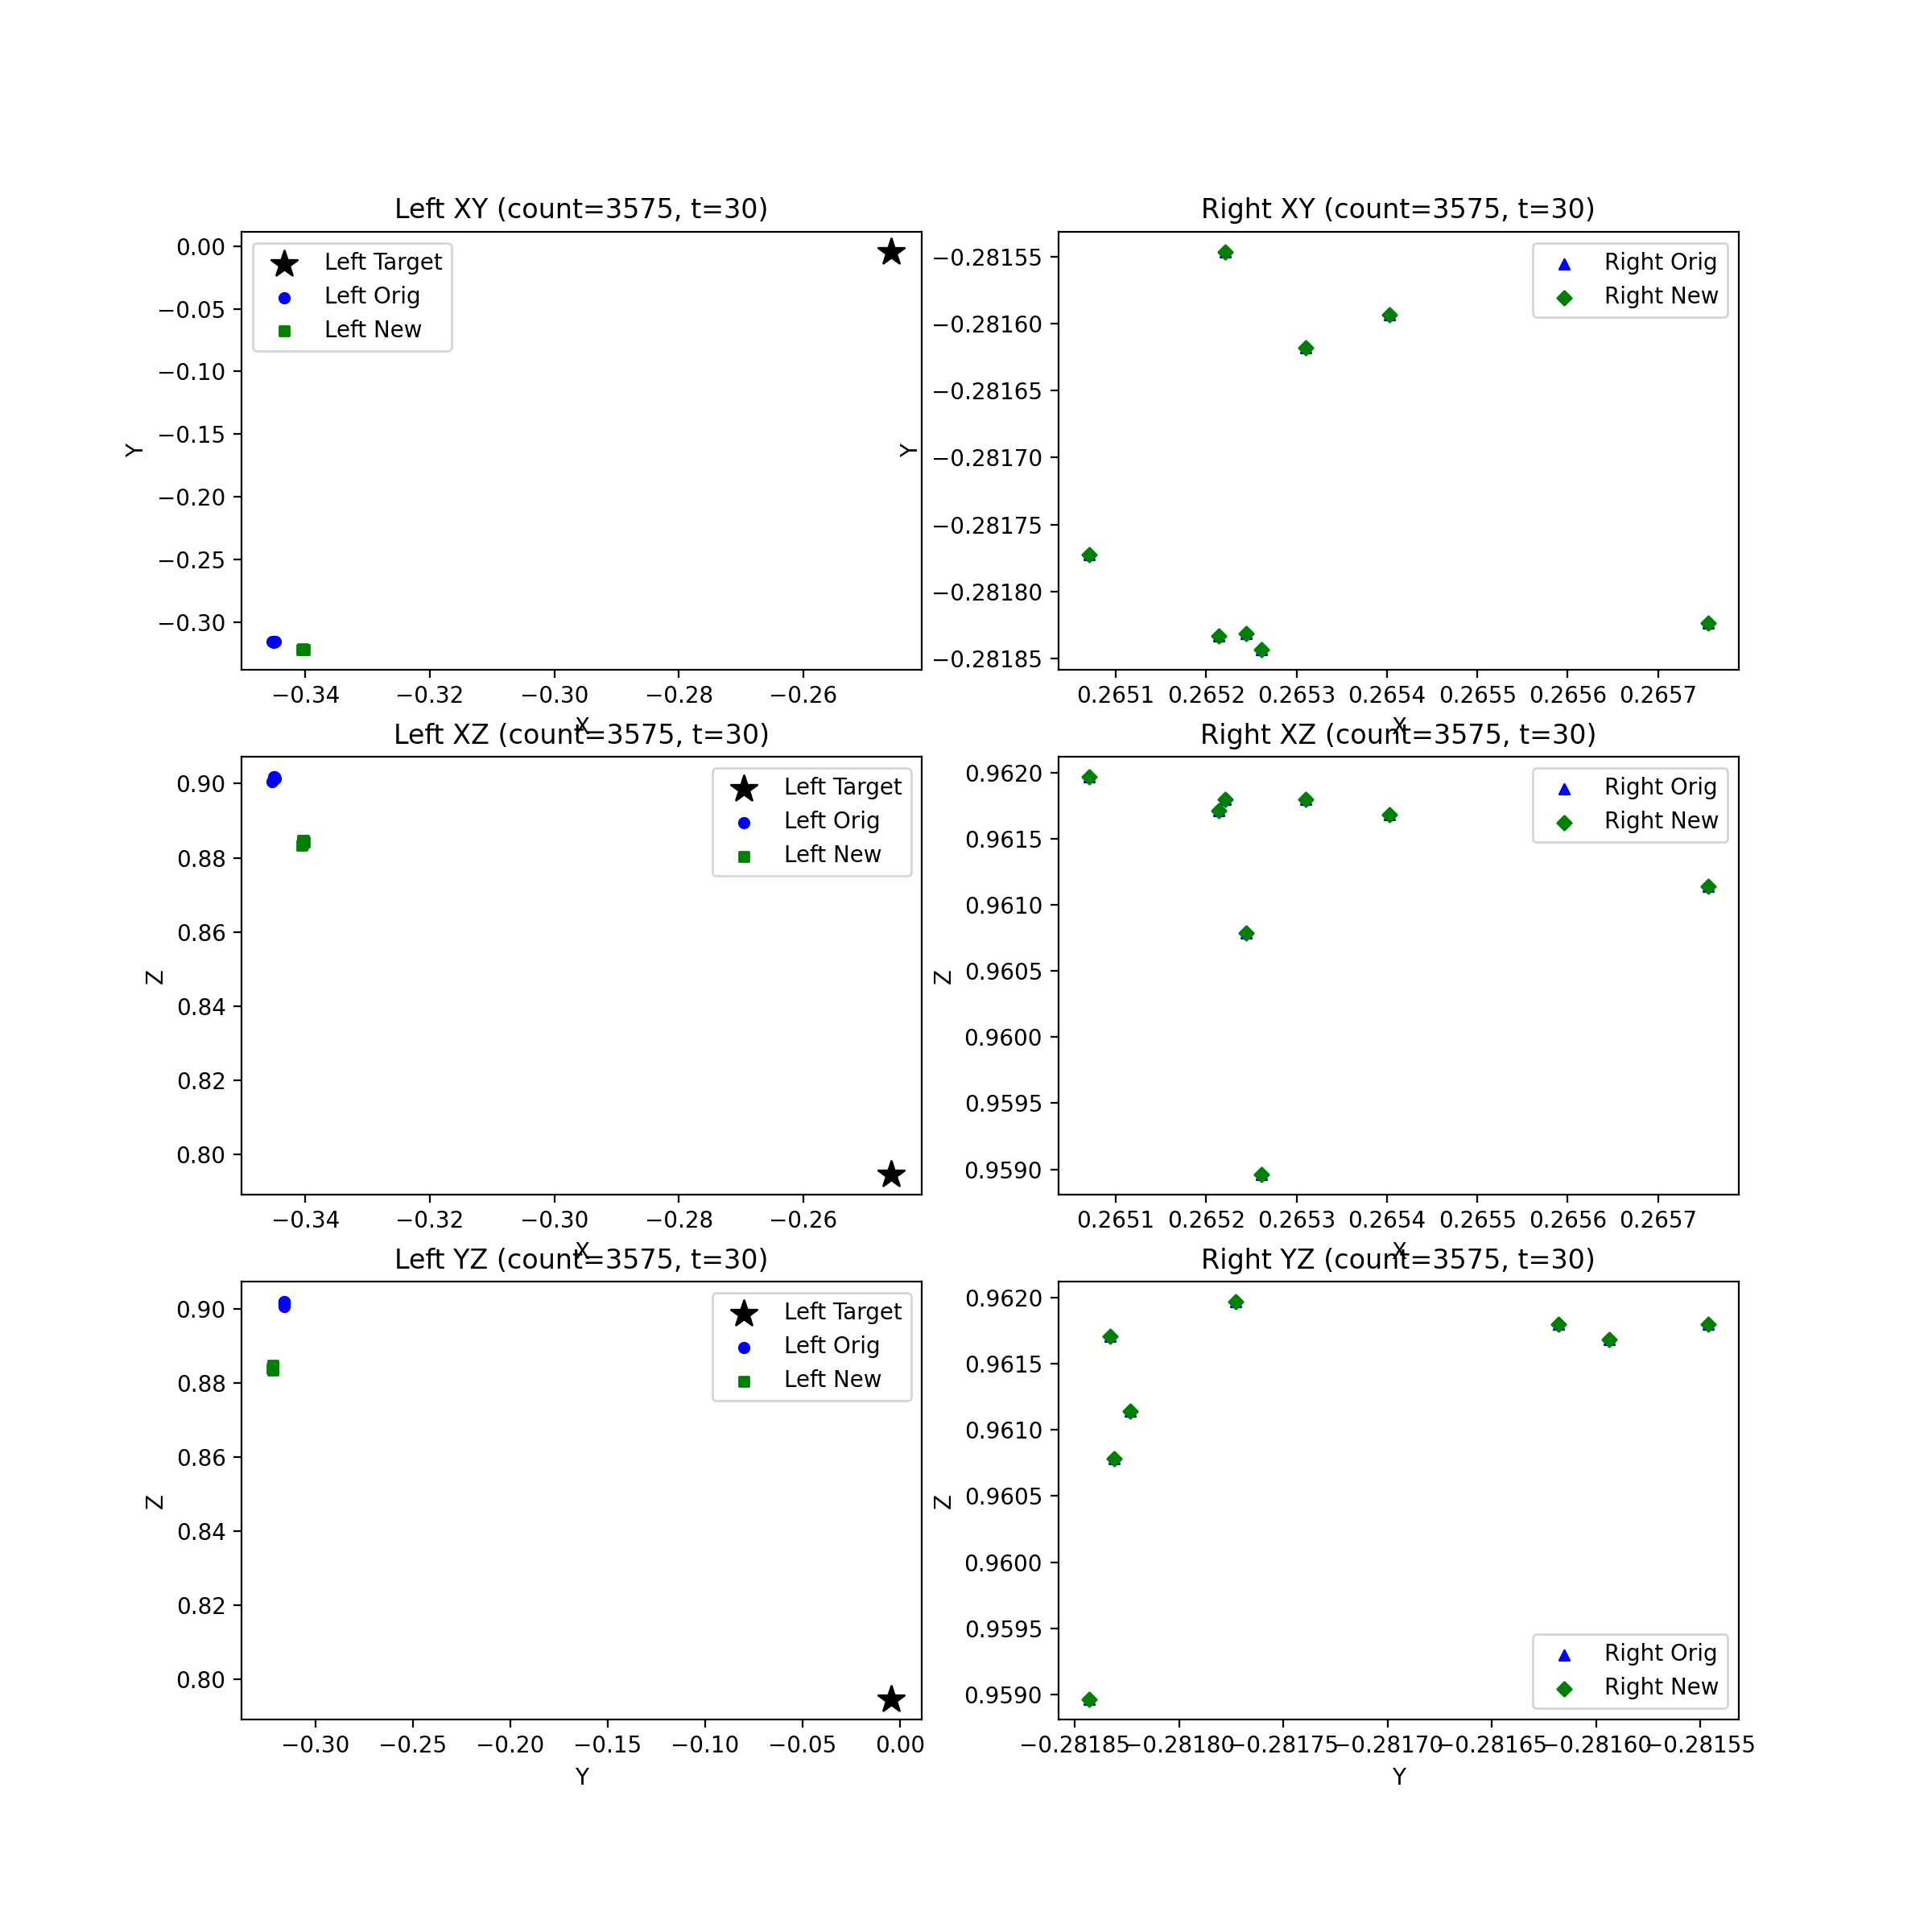 Left XY (count=3575, t=30)
0.00
−0.05
−0.10
−0.15
−0.20
−0.25
−0.30
Y
Left Target
Left Orig
Left New
−0.34
−0.32
−0.30
−0.28
−0.26
X
Right XY (count=3575, t=30)
−0.28155
−0.28160
−0.28165
−0.28170
−0.28175
−0.28180
−0.28185
Y
Right Orig
Right New
0.2651
0.2652
0.2653
0.2654
0.2655
0.2656
0.2657
X
Left XZ (count=3575, t=30)
0.90
0.88
0.86
0.84
0.82
0.80
Z
Left Target
Left Orig
Left New
−0.34
−0.32
−0.30
−0.28
−0.26
X
Right XZ (count=3575, t=30)
0.9620
0.9615
0.9610
0.9605
0.9600
0.9595
0.9590
Z
Right Orig
Right New
0.2651
0.2652
0.2653
0.2654
0.2655
0.2656
0.2657
X
Left YZ (count=3575, t=30)
0.90
0.88
0.86
0.84
0.82
0.80
Z
Left Target
Left Orig
Left New
−0.30
−0.25
−0.20
−0.15
−0.10
−0.05
0.00
Y
Right YZ (count=3575, t=30)
0.9620
0.9615
0.9610
0.9605
0.9600
0.9595
0.9590
Z
Right Orig
Right New
−0.28185
−0.28180
−0.28175
−0.28170
−0.28165
−0.28160
−0.28155
Y